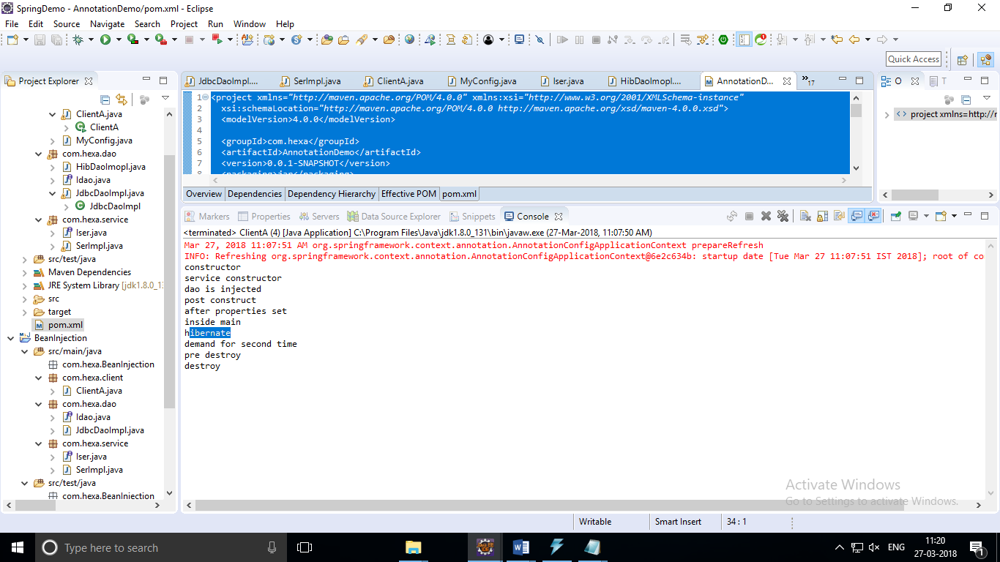 SpringDemo - AnnotationDemo/pom.xml - Eclipse
File Edit Source Navigate Search Project Run Window Help
Quick Access
Project Explorer
ClientA.java
ClientA
MyConfig.java
com.hexa.dao
HibDaoImopl.java
Idao.java
JdbcDaoImpl.java
JdbcDaoImpl
com.hexa.service
Iser.java
SerImpl.java
src/test/java
Maven Dependencies
JRE System Library [jdk1.8.0_13
src
target
pom.xml
BeanInjection
src/main/java
com.hexa.BeanInjection
com.hexa.client
ClientA.java
com.hexa.dao
Idao.java
JdbcDaoImpl.java
com.hexa.service
Iser.java
SerImpl.java
src/test/java
com.hexa.BeanInjection
JdbcDaoImpl.... SerImpl.java ClientA.java MyConfig.java Iser.java HibDaoImopl.... AnnotationD... »17
1 <project xmlns="http://maven.apache.org/POM/4.0.0" xmlns:xsi="http://www.w3.org/2001/XMLSchema-instance"
2 xsi:schemaLocation="http://maven.apache.org/POM/4.0.0 http://maven.apache.org/xsd/maven-4.0.0.xsd">
3 <modelVersion>4.0.0</modelVersion>
4
5 <groupId>com.hexa</groupId>
6 <artifactId>AnnotationDemo</artifactId>
7 <version>0.0.1-SNAPSHOT</version>
8 <packaging>jar</packaging>
Overview Dependencies Dependency Hierarchy Effective POM pom.xml
O T
project xmlns=http://r
Markers Properties Servers Data Source Explorer Snippets Console
<terminated> ClientA (4) [Java Application] C:\Program Files\Java\jdk1.8.0_131\bin\javaw.exe (27-Mar-2018, 11:07:50 AM)
Mar 27, 2018 11:07:51 AM org.springframework.context.annotation.AnnotationConfigApplicationContext prepareRefresh
INFO: Refreshing org.springframework.context.annotation.AnnotationConfigApplicationContext@6e2c634b: startup date [Tue Mar 27 11:07:51 IST 2018]; root of co
constructor
service constructor
dao is injected
post construct
after properties set
inside main
hibernate
demand for second time
pre destroy
destroy
Activate Windows
Go to Settings to activate Windows.
Writable Smart Insert 34 : 1
Type here to search
ENG
11:20
27-03-2018
1